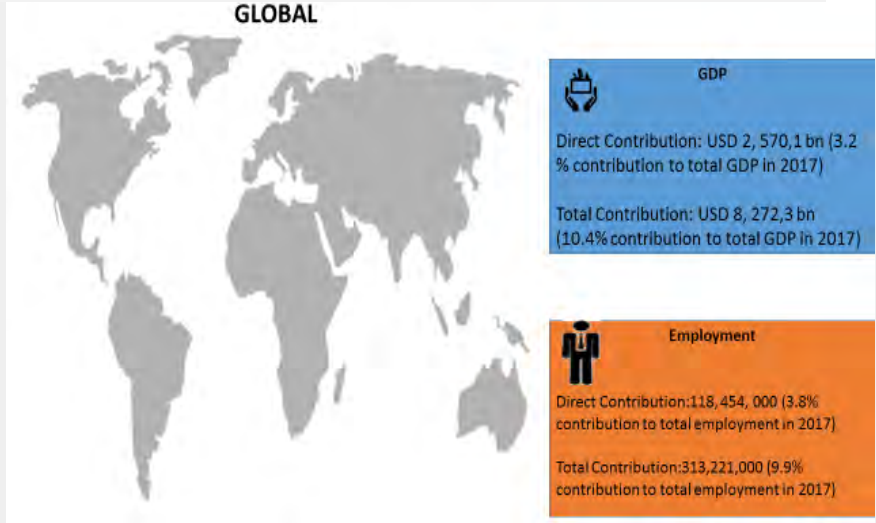 GLOBAL
GDP
Direct Contribution: USD 2, 570,1 bn (3.2
% contribution to total GDP in 2017)
Total Contribution: USD 8, 272,3 bn
(10.4% contribution to total GDP in 2017)
Employment
Direct Contribution:118, 454, 000 (3.8%
contribution to total employment in 2017)
Total Contribution:313,221,000 (9.9%
contribution to total employment in 2017)